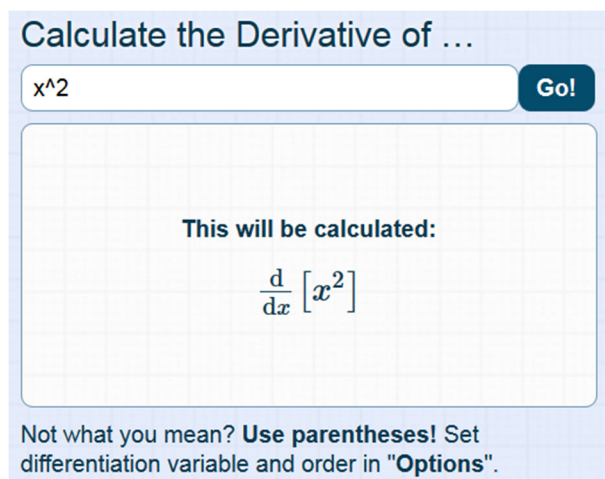 Calculate the Derivative of …
x^2
Go!
This will be calculated:
d/dx [x²]
Not what you mean? Use parentheses! Set
differentiation variable and order in "Options".